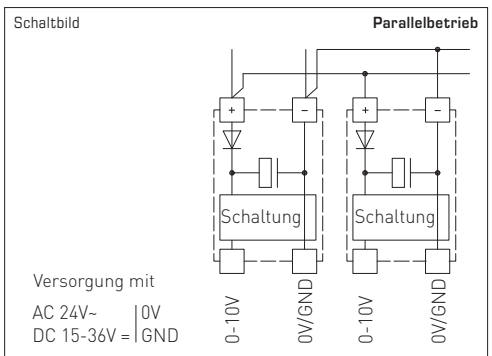 Schaltbild
Parallelbetrieb
+
−
+
−
Schaltung
Schaltung
Versorgung mit
AC 24V~ | 0V
DC 15-36V = | GND
0-10V
0V/GND
0-10V
0V/GND